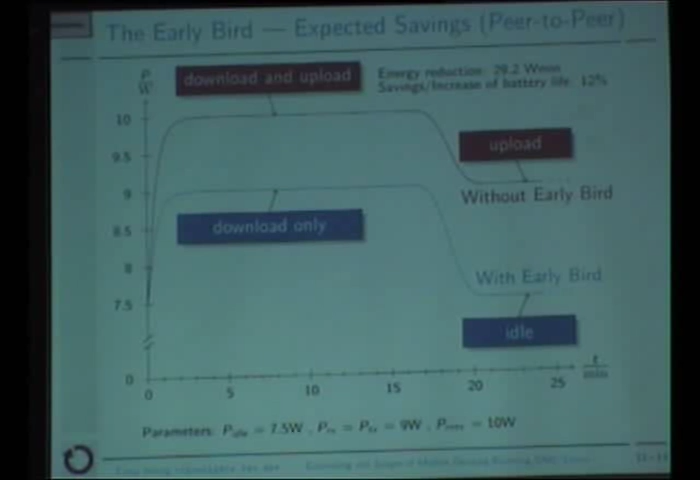 The Early Bird — Expected Savings (Peer-to-Peer)
Energy reduction: 29.2 Wmin
Savings/Increase of battery life: 12%
P
W
download and upload
10
9.5
9
8.5
8
7.5
0
upload
Without Early Bird
download only
With Early Bird
idle
0 5 10 15 20 25
t
min
Parameters: P_idle = 7.5W , P_rx = P_tx = 9W , = 10W